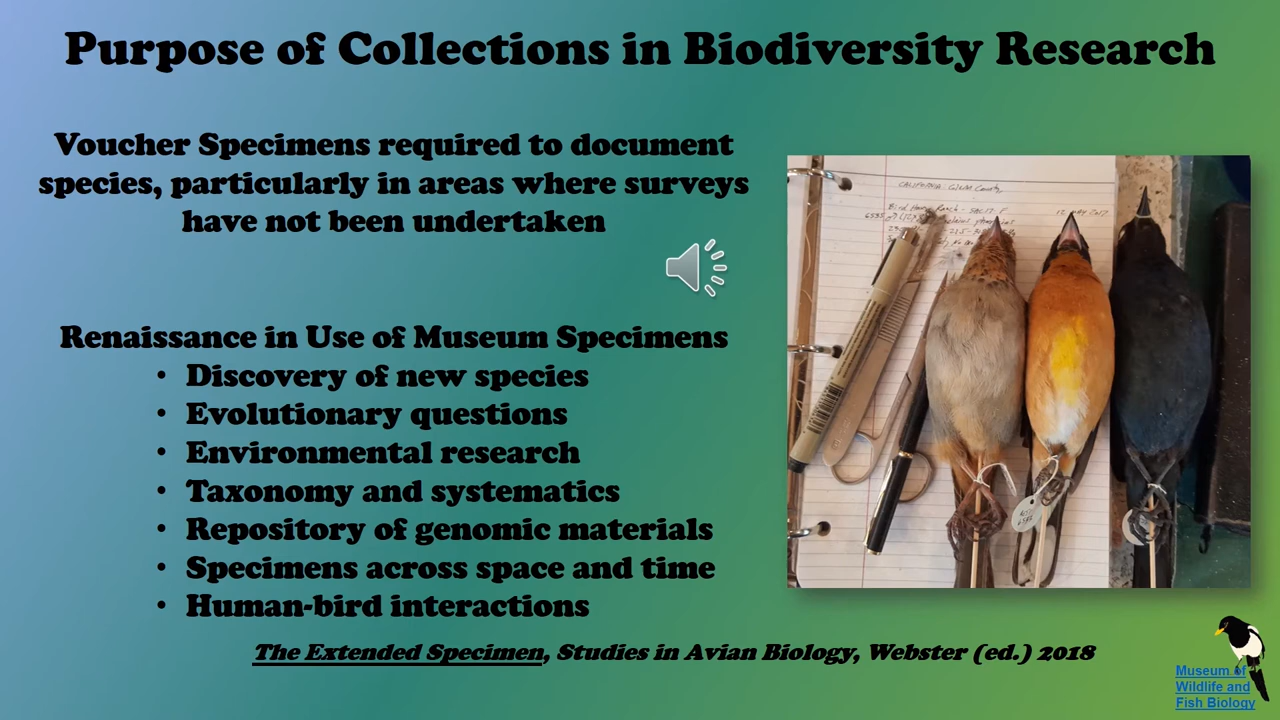 Purpose of Collections in Biodiversity Research
Voucher Specimens required to document
species, particularly in areas where surveys
have not been undertaken
Renaissance in Use of Museum Specimens
• Discovery of new species
• Evolutionary questions
• Environmental research
• Taxonomy and systematics
• Repository of genomic materials
• Specimens across space and time
• Human-bird interactions
The Extended Specimen, Studies in Avian Biology, Webster (ed.) 2018
CALIFORNIA: Glenn County
Museum of
Wildlife and
Fish Biology